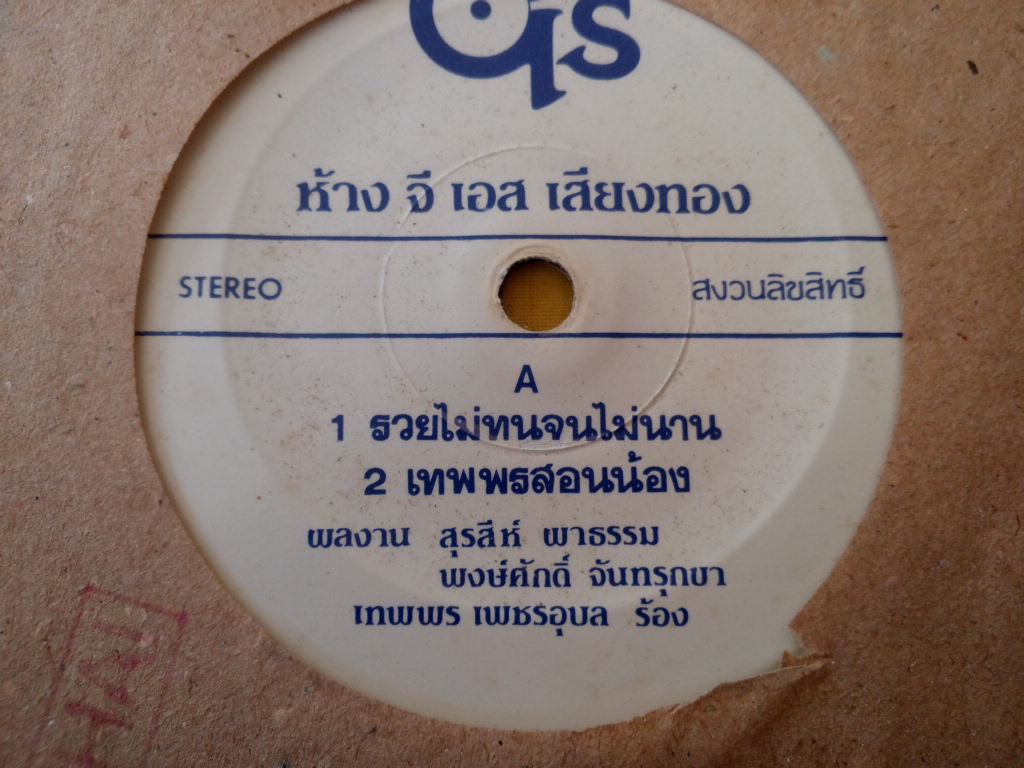 ห้าง จี เอส เสียงทอง
STEREO สงวนลิขสิทธิ์
A
1 รวยไม่ทนจนไม่นาน
2 เทพพรสอนน้อง
ผลงาน สุรสีห์ ผาธรรม
พงษ์ศักดิ์ จันทรุกขา
เทพพร เพชรอุบล ร้อง